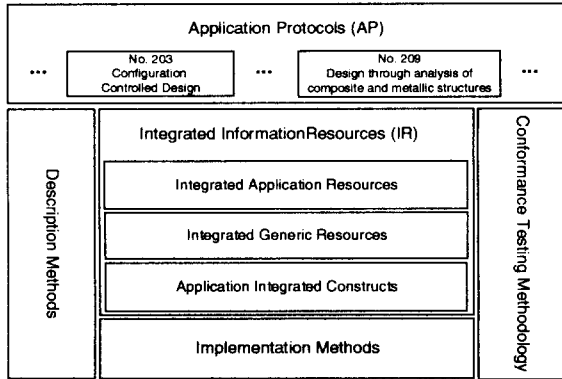 Application Protocols (AP)
...
No. 203
Configuration
Controlled Design
...
No. 209
Design through analysis of
composite and metallic structures
...
Description Methods
Integrated InformationResources (IR)
Integrated Application Resources
Integrated Generic Resources
Application Integrated Constructs
Implementation Methods
Conformance Testing Methodology